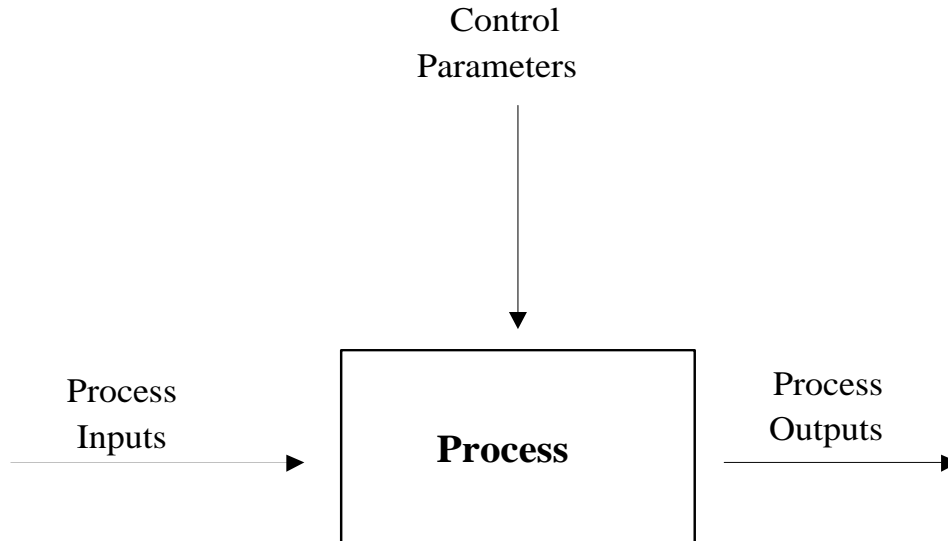 Control
Parameters
Process
Inputs
Process
Process
Outputs